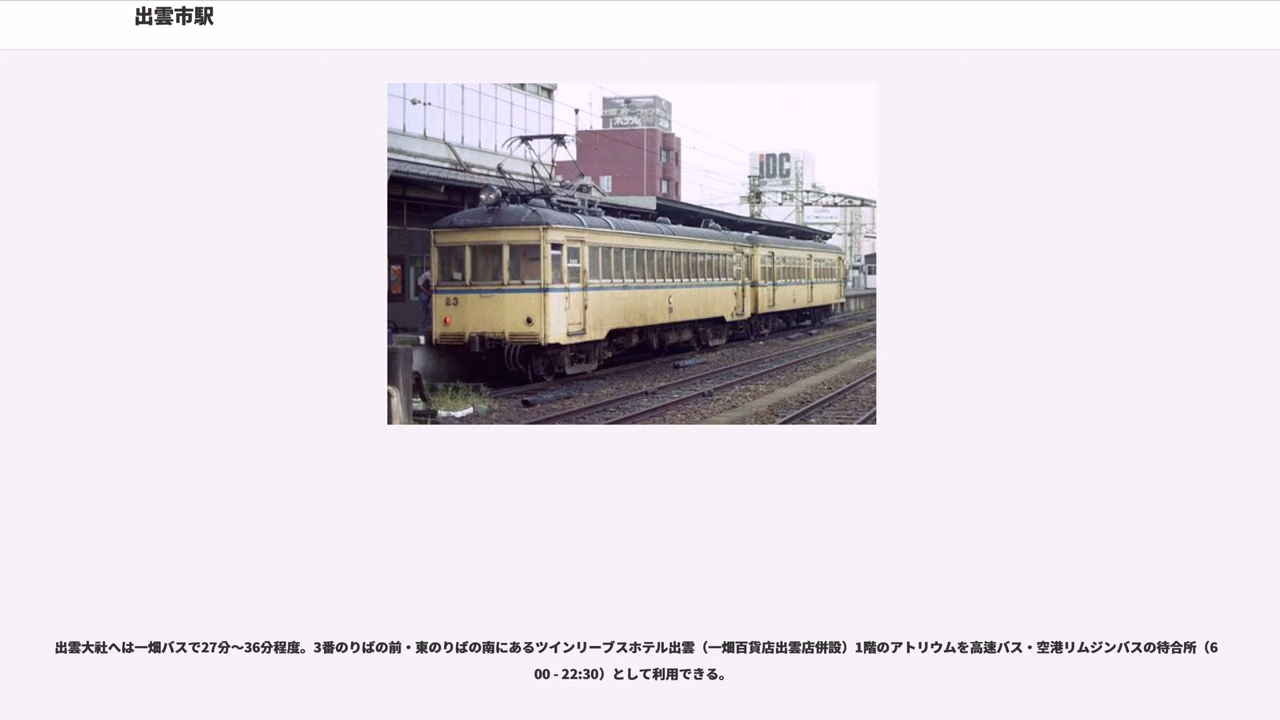 出雲市駅
ホテル
iDC
23
出雲大社へは一畑バスで27分〜36分程度。3番のりばの前・東のりばの南にあるツインリーブスホテル出雲（一畑百貨店出雲店併設）1階のアトリウムを高速バス・空港リムジンバスの待合所（6
00 - 22:30）として利用できる。